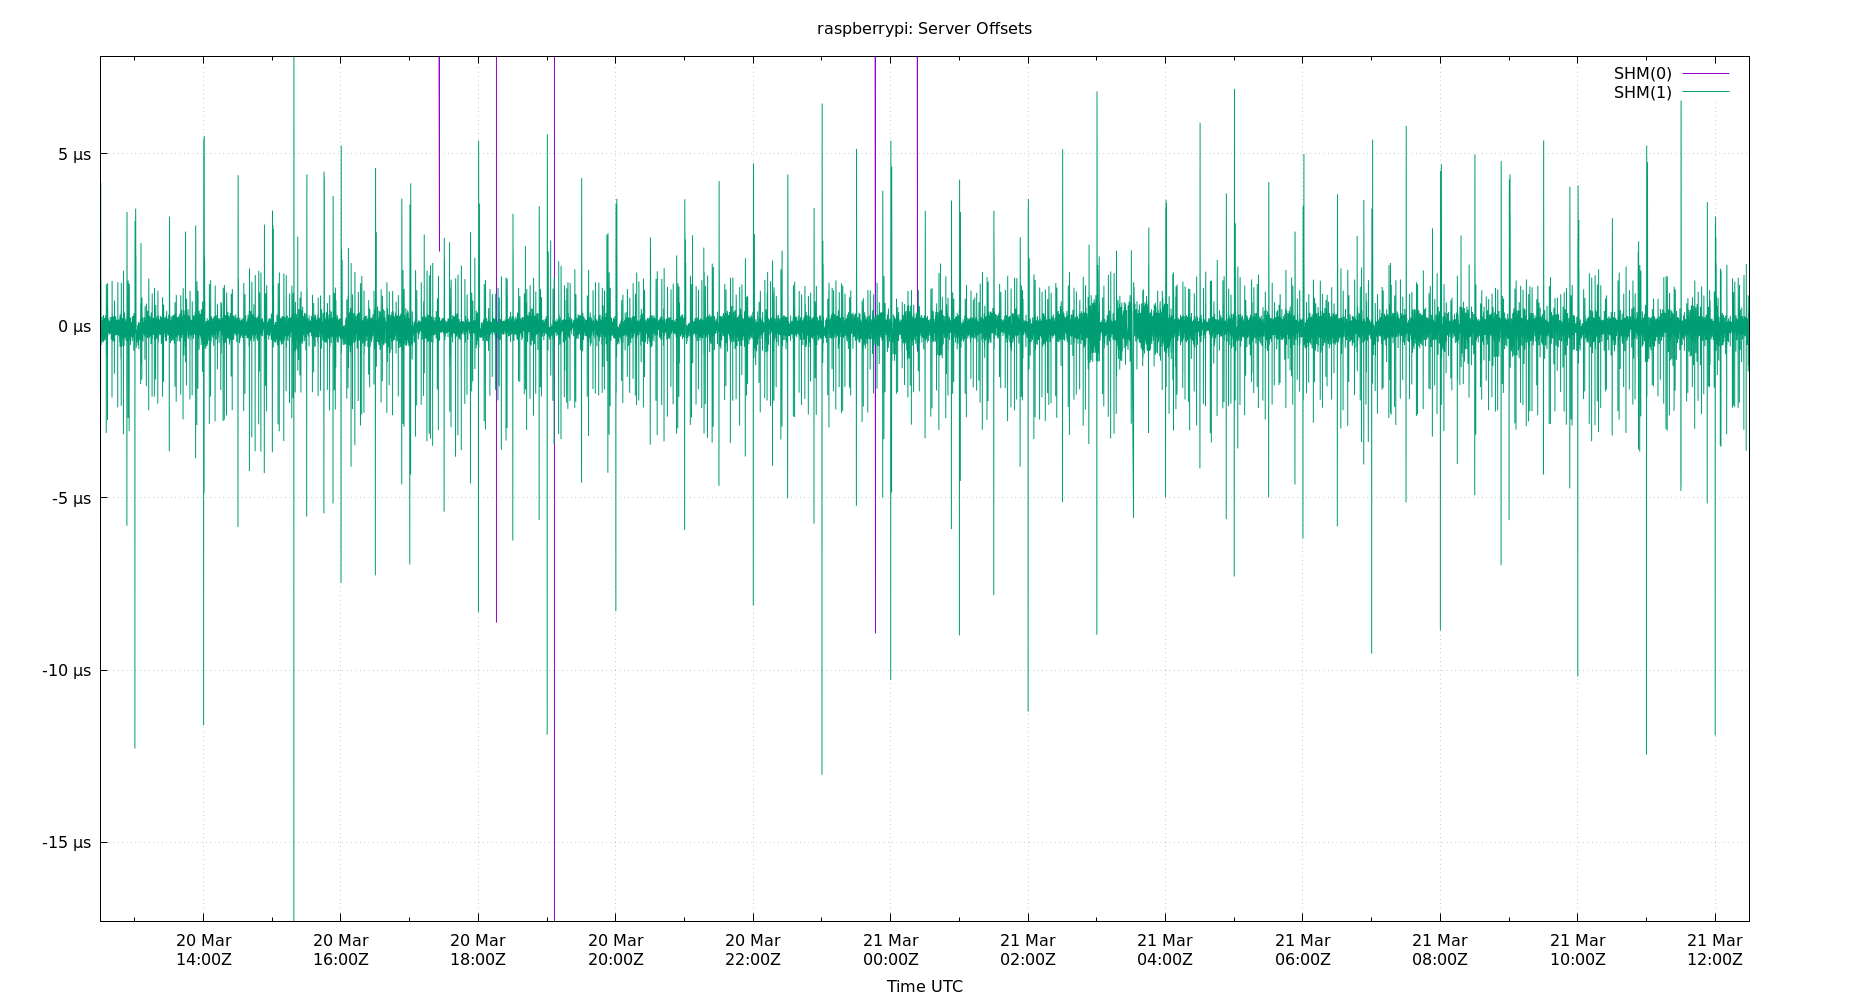 raspberrypi: Server Offsets
SHM(0)
SHM(1)
5 µs
0 µs
-5 µs
-10 µs
-15 µs
20 Mar 20 Mar 20 Mar 20 Mar 20 Mar 21 Mar 21 Mar 21 Mar 21 Mar 21 Mar 21 Mar 21 Mar
14:00Z 16:00Z 18:00Z 20:00Z 22:00Z 00:00Z 02:00Z 04:00Z 06:00Z 08:00Z 10:00Z 12:00Z
Time UTC